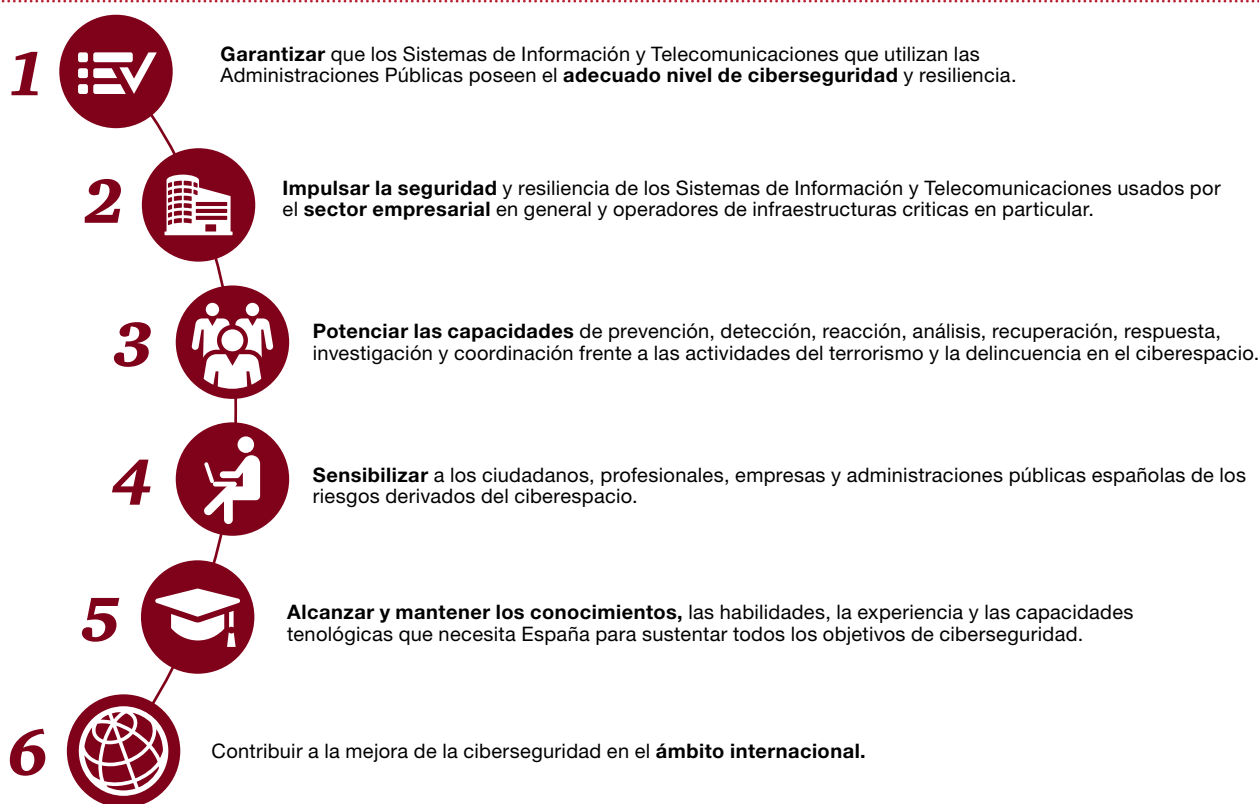 1
Garantizar que los Sistemas de Información y Telecomunicaciones que utilizan las
Administraciones Públicas poseen el adecuado nivel de ciberseguridad y resiliencia.
2
Impulsar la seguridad y resiliencia de los Sistemas de Información y Telecomunicaciones usados por
el sector empresarial en general y operadores de infraestructuras criticas en particular.
3
Potenciar las capacidades de prevención, detección, reacción, análisis, recuperación, respuesta,
investigación y coordinación frente a las actividades del terrorismo y la delincuencia en el ciberespacio.
4
Sensibilizar a los ciudadanos, profesionales, empresas y administraciones públicas españolas de los
riesgos derivados del ciberespacio.
5
Alcanzar y mantener los conocimientos, las habilidades, la experiencia y las capacidades
tenológicas que necesita España para sustentar todos los objetivos de ciberseguridad.
6
Contribuir a la mejora de la ciberseguridad en el ámbito internacional.